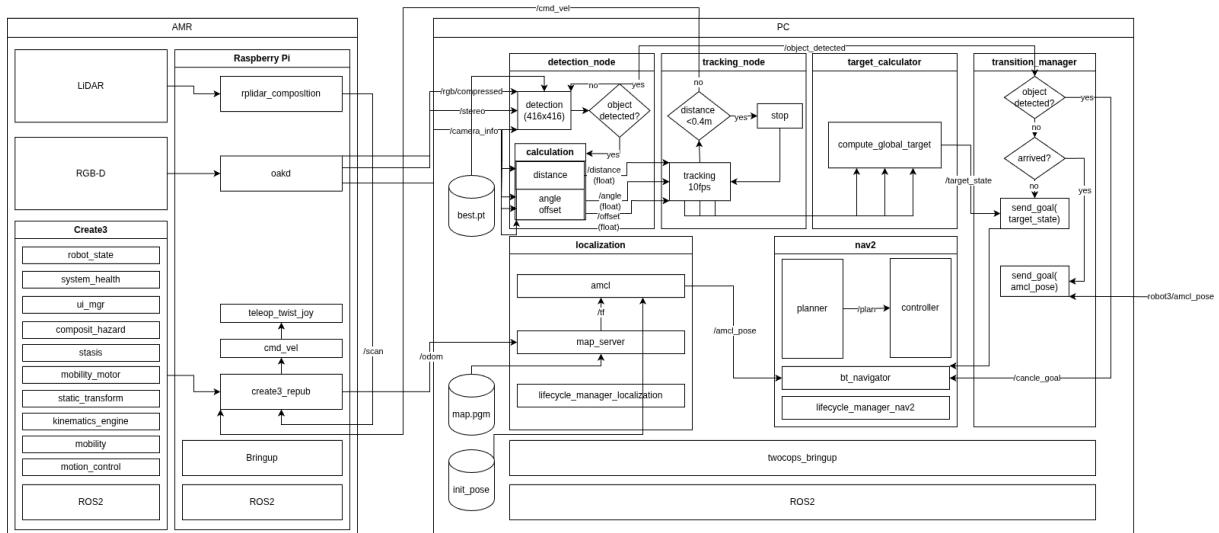 /cmd_vel
AMR
PC
LiDAR
RGB-D
Create3
robot_state
system_health
ui_mgr
composit_hazard
stasis
mobility_motor
static_transform
kinematics_engine
mobility
motion_control
ROS2
Raspberry Pi
rplidar_composItion
oakd
teleop_twist_joy
cmd_vel
create3_repub
Bringup
ROS2
/scan
/odom
/rgb/compressed
/stereo
/camera_info
best.pt
map.pgm
init_pose
detection_node
detection
(416x416)
no
yes
object
detected?
yes
calculation
distance
angle
offset
/distance
(float)
/angle
(float)
/offset
(float)
tracking_node
no
distance
<0.4m
yes
stop
tracking
10fps
target_calculator
compute_global_target
/object_detected
/target_state
transition_manager
object
detected?
yes
no
arrived?
yes
no
send_goal(
target_state)
send_goal(
amcl_pose)
robot3/amcl_pose
localization
amcl
/tf
map_server
lifecycle_manager_localization
/amcl_pose
nav2
planner
/plan
controller
bt_navigator
lifecycle_manager_nav2
/cancle_goal
twocops_bringup
ROS2